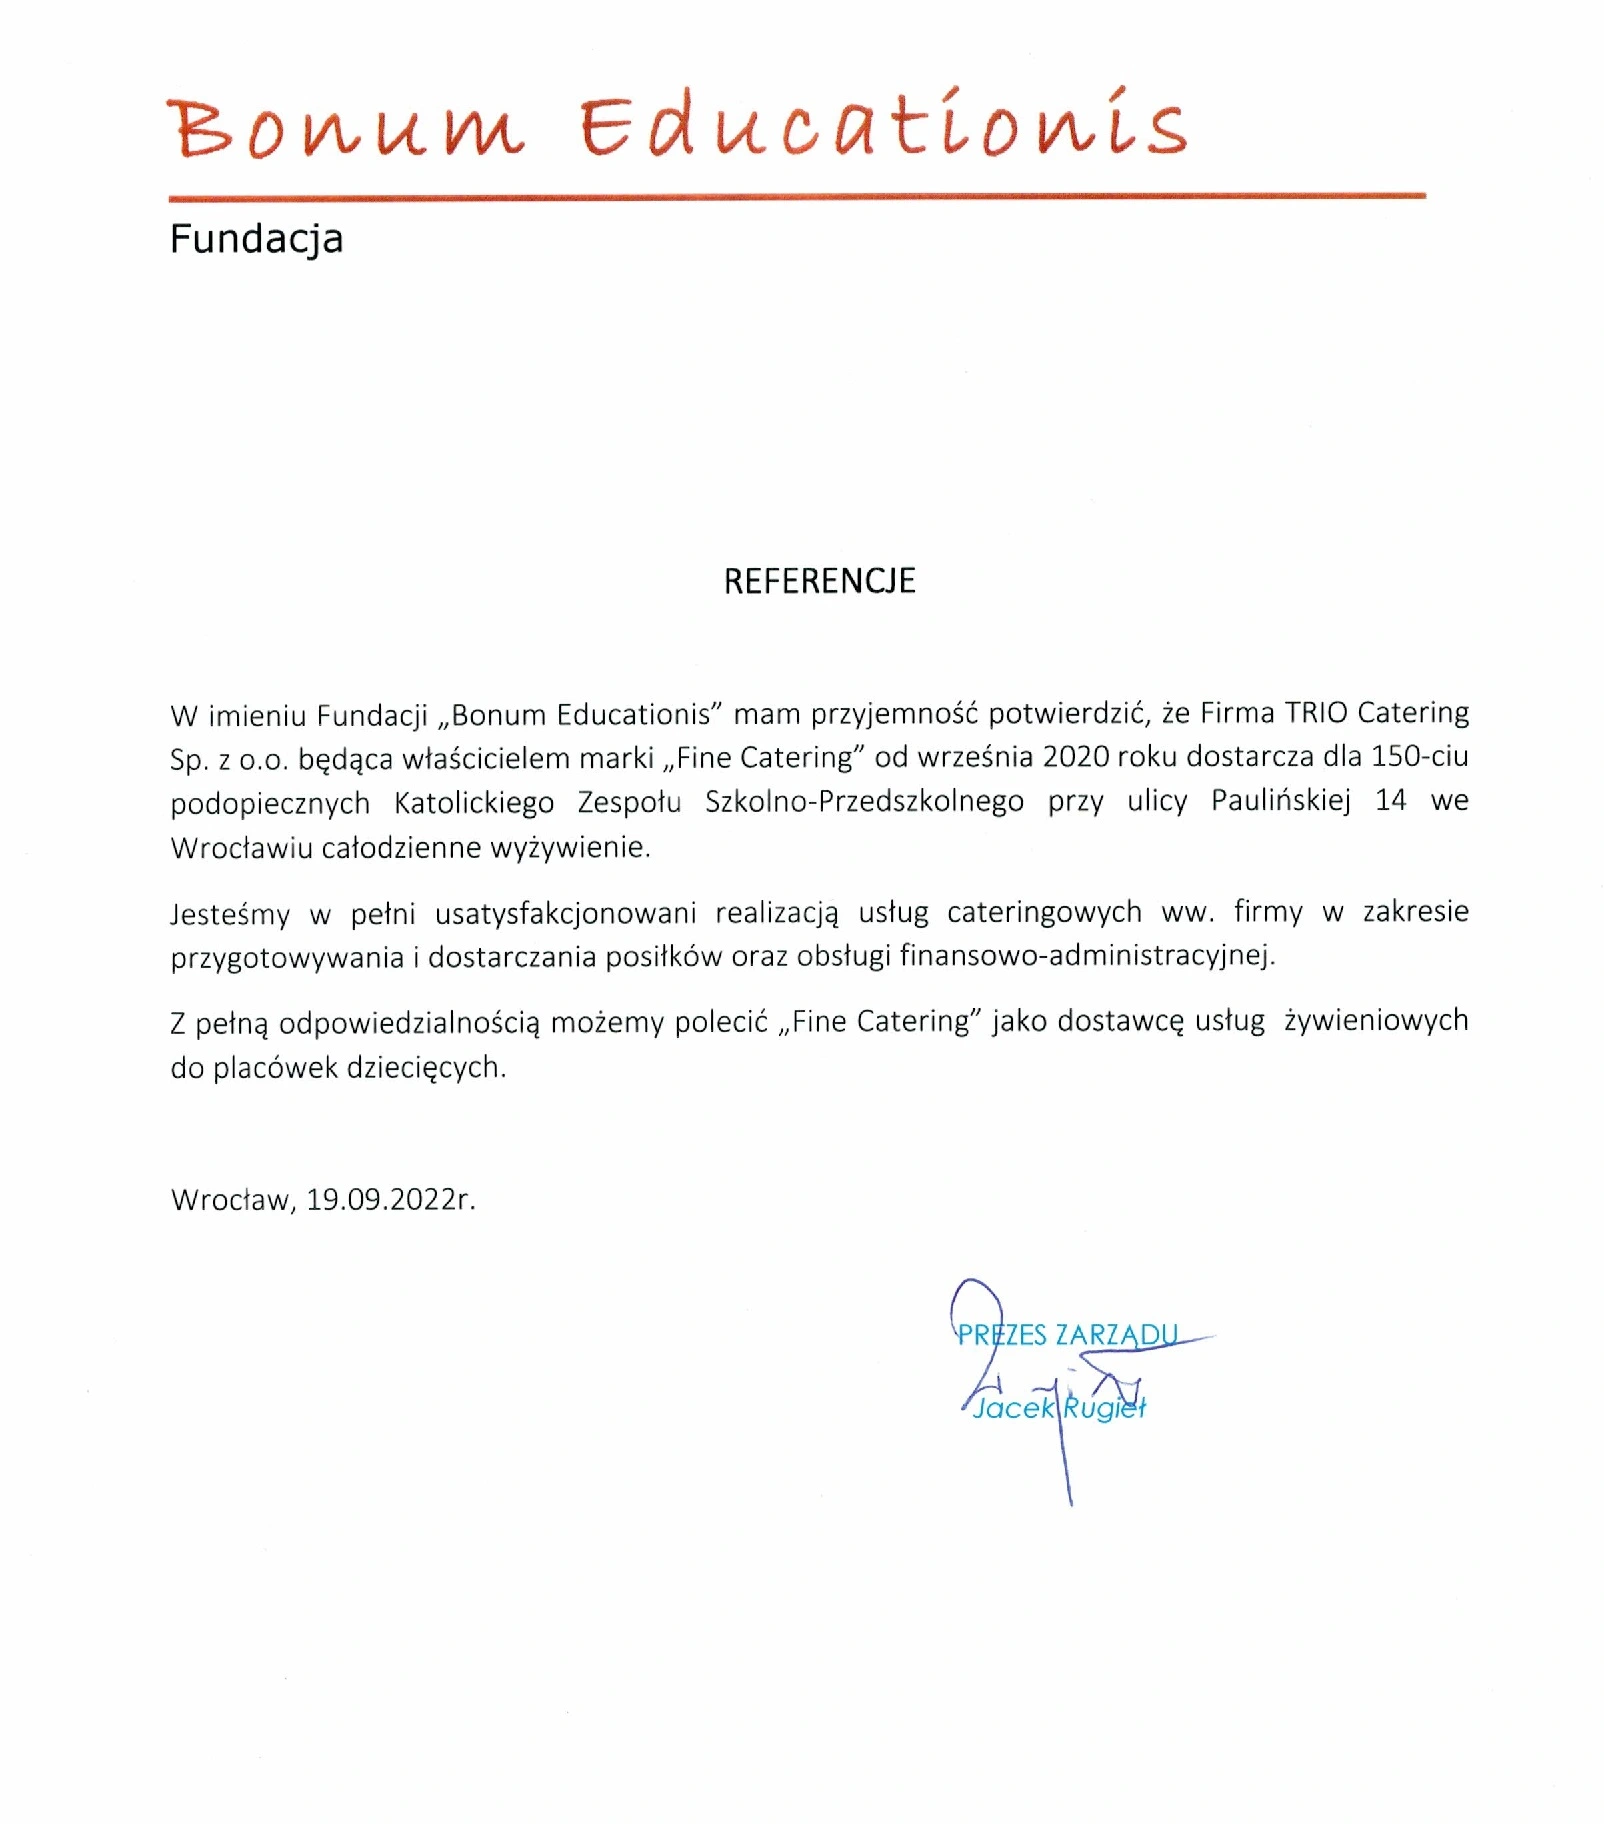 Bonum Educationis
Fundacja
REFERENCJE
W imieniu Fundacji „Bonum Educationis” mam przyjemność potwierdzić, że Firma TRIO Catering
Sp. z o.o. będąca właścicielem marki „Fine Catering” od września 2020 roku dostarcza dla 150-ciu
podopiecznych Katolickiego Zespołu Szkolno-Przedszkolnego przy ulicy Paulińskiej 14 we
Wrocławiu całodzienne wyżywienie.
Jesteśmy w pełni usatysfakcjonowani realizacją usług cateringowych ww. firmy w zakresie
przygotowywania i dostarczania posiłków oraz obsługi finansowo-administracyjnej.
Z pełną odpowiedzialnością możemy polecić „Fine Catering” jako dostawcę usług żywieniowych
do placówek dziecięcych.
Wrocław, 19.09.2022r.
PREZES ZARZĄDU
Jacek Rugieł